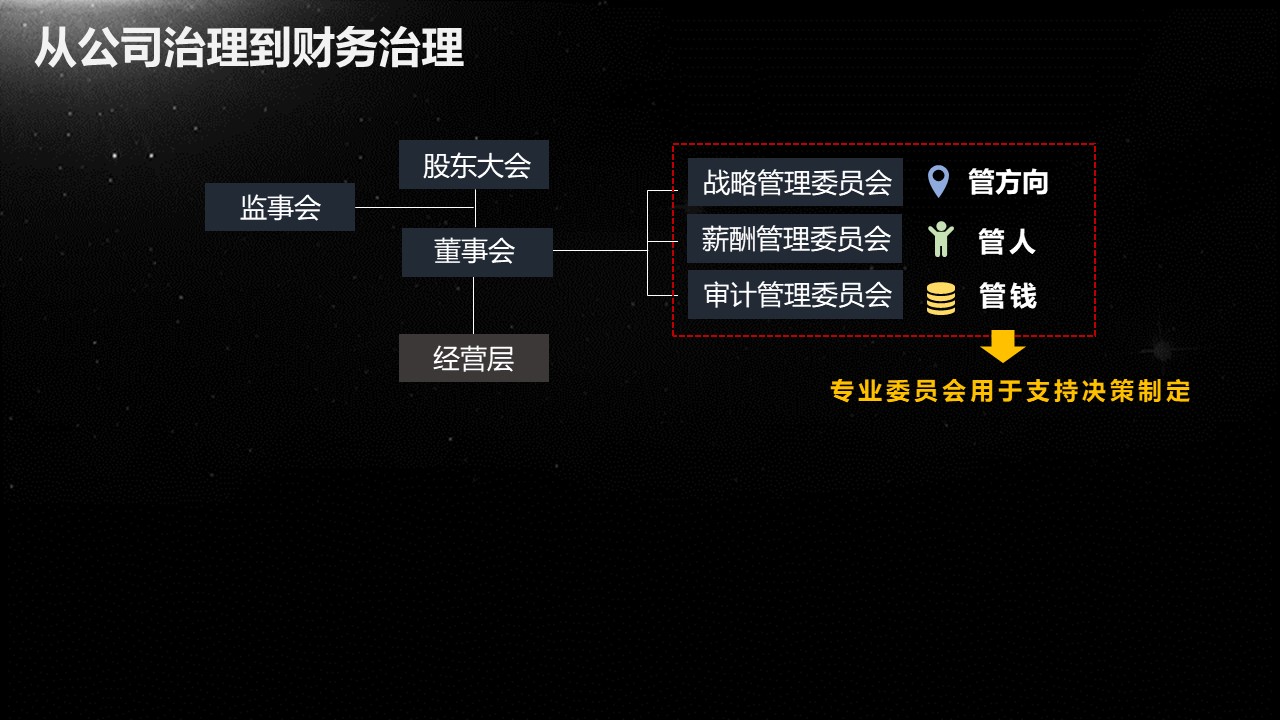 从公司治理到财务治理
股东大会
监事会
董事会
经营层
战略管理委员会 管方向
薪酬管理委员会 管人
审计管理委员会 管钱
专业委员会用于支持决策制定